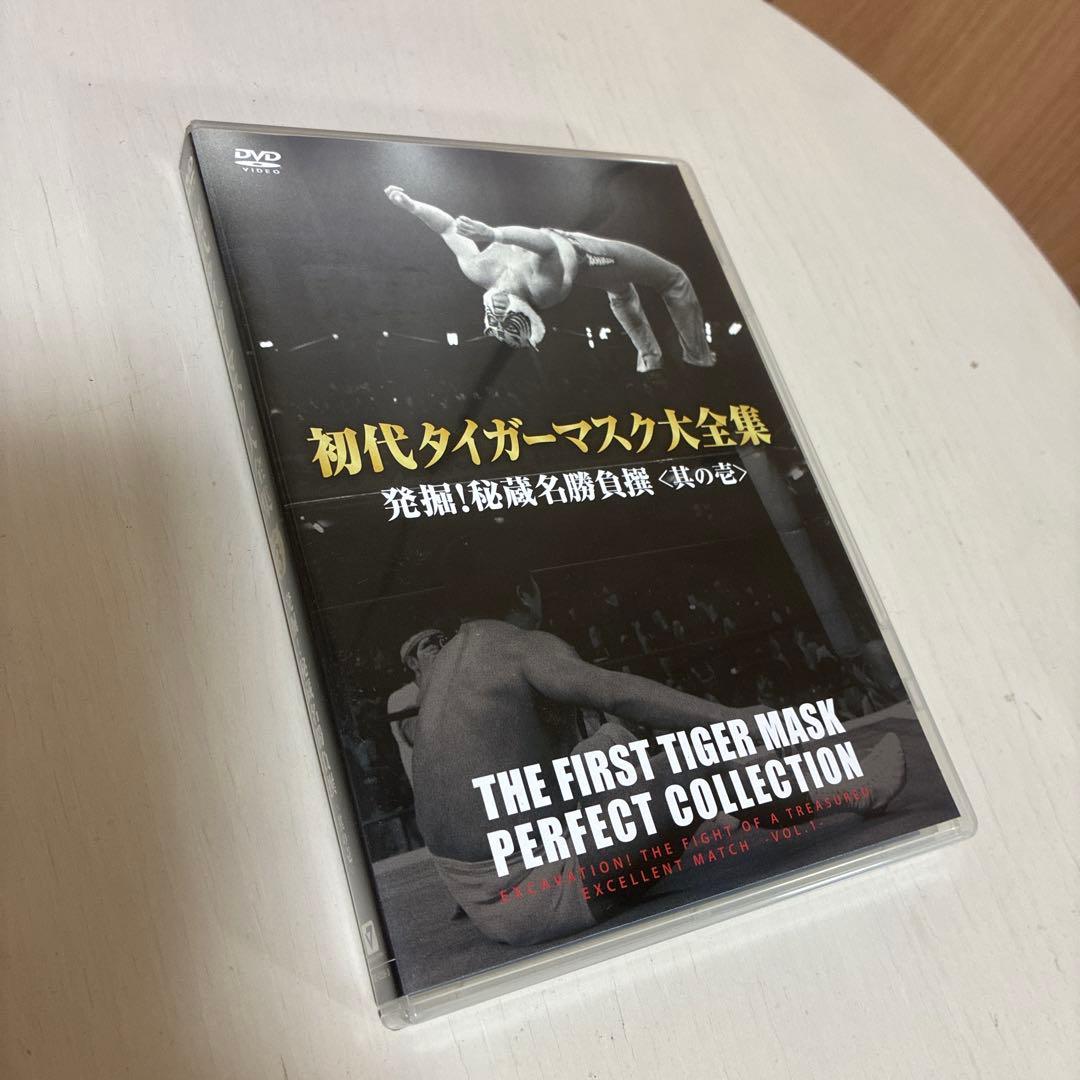 DVD
VIDEO
初代タイガーマスク大全集
発掘!秘蔵名勝負撰〈其の壱〉
THE FIRST TIGER MASK
PERFECT COLLECTION
EXCAVATION! THE FIGHT OF A TREASURED
EXCELLENT MATCH -VOL.1-